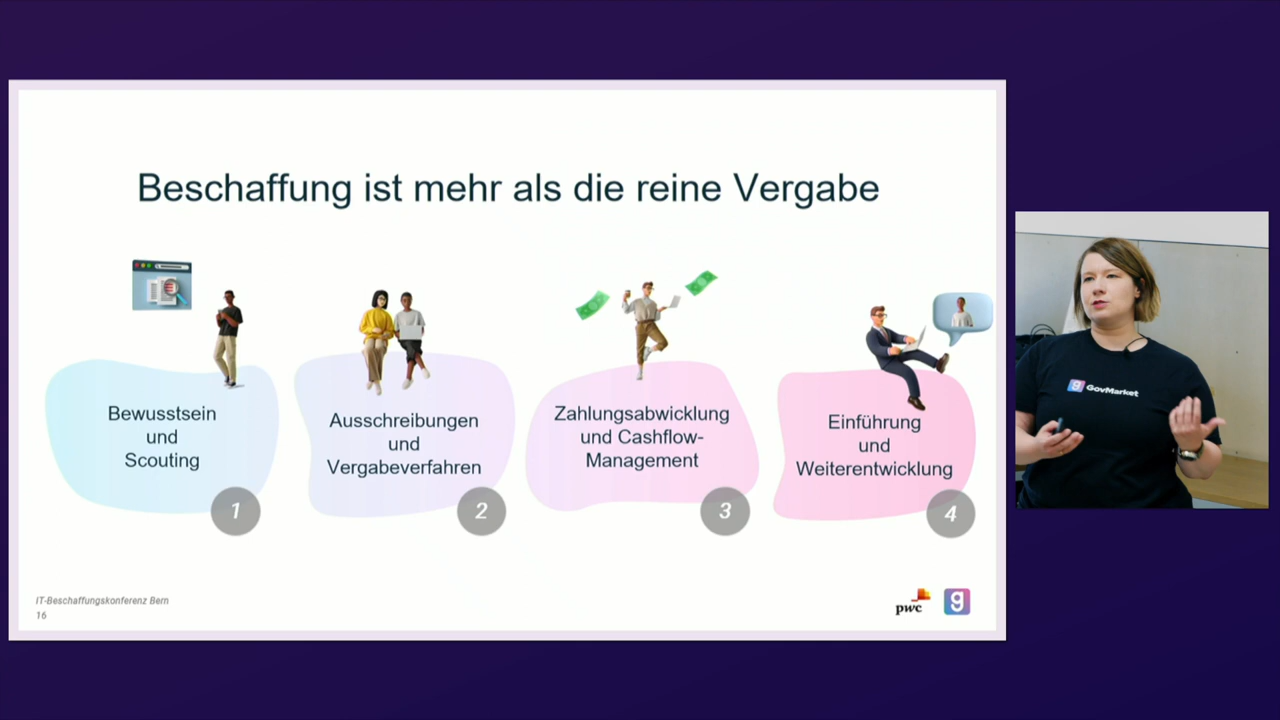 Beschaffung ist mehr als die reine Vergabe
Bewusstsein
und
Scouting
1
Ausschreibungen
und
Vergabeverfahren
2
Zahlungsabwicklung
und Cashflow-
Management
3
Einführung
und
Weiterentwicklung
4
IT-Beschaffungskonferenz Bern
16
pwc
g
g GovMarket